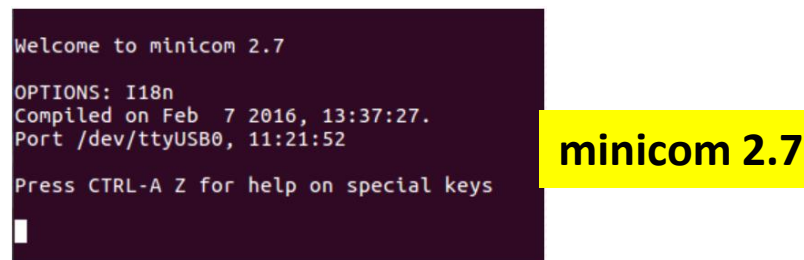 Welcome to minicom 2.7
OPTIONS: I18n
Compiled on Feb  7 2016, 13:37:27.
Port /dev/ttyUSB0, 11:21:52
Press CTRL-A Z for help on special keys
minicom 2.7